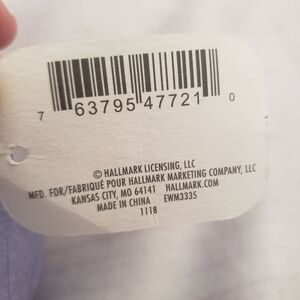 7 63795 47721 0
© HALLMARK LICENSING, LLC
MFD. FOR/FABRIQUÉ POUR HALLMARK MARKETING COMPANY, LLC
KANSAS CITY, MO 64141 HALLMARK.COM
MADE IN CHINA EWM3335
1118